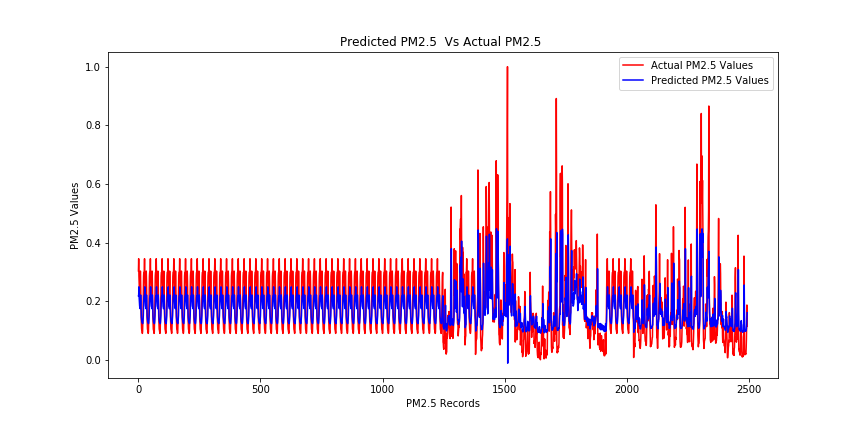 Predicted PM2.5  Vs Actual PM2.5
Actual PM2.5 Values
Predicted PM2.5 Values
PM2.5 Values
1.0
0.8
0.6
0.4
0.2
0.0
0 500 1000 1500 2000 2500
PM2.5 Records